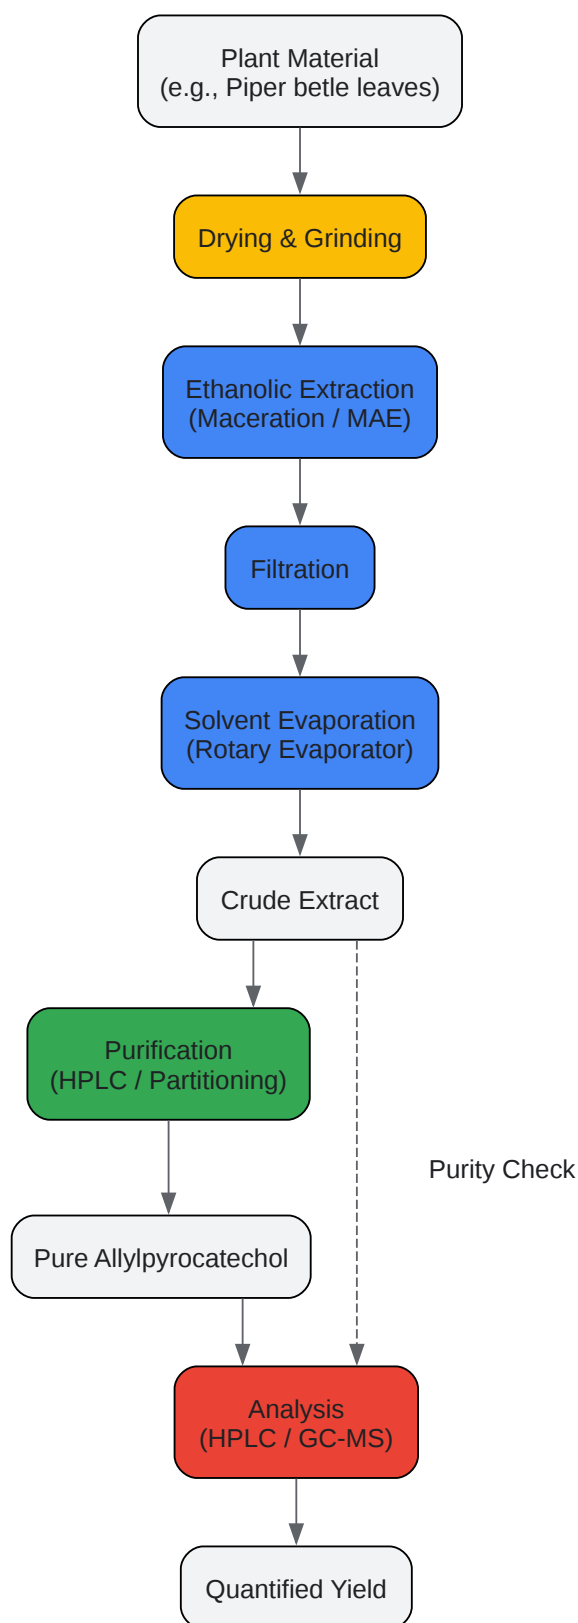 Plant Material
(e.g., Piper betle leaves)
Drying & Grinding
Ethanolic Extraction
(Maceration / MAE)
Filtration
Solvent Evaporation
(Rotary Evaporator)
Crude Extract
Purification
(HPLC / Partitioning)
Purity Check
Pure Allylpyrocatechol
Analysis
(HPLC / GC-MS)
Quantified Yield